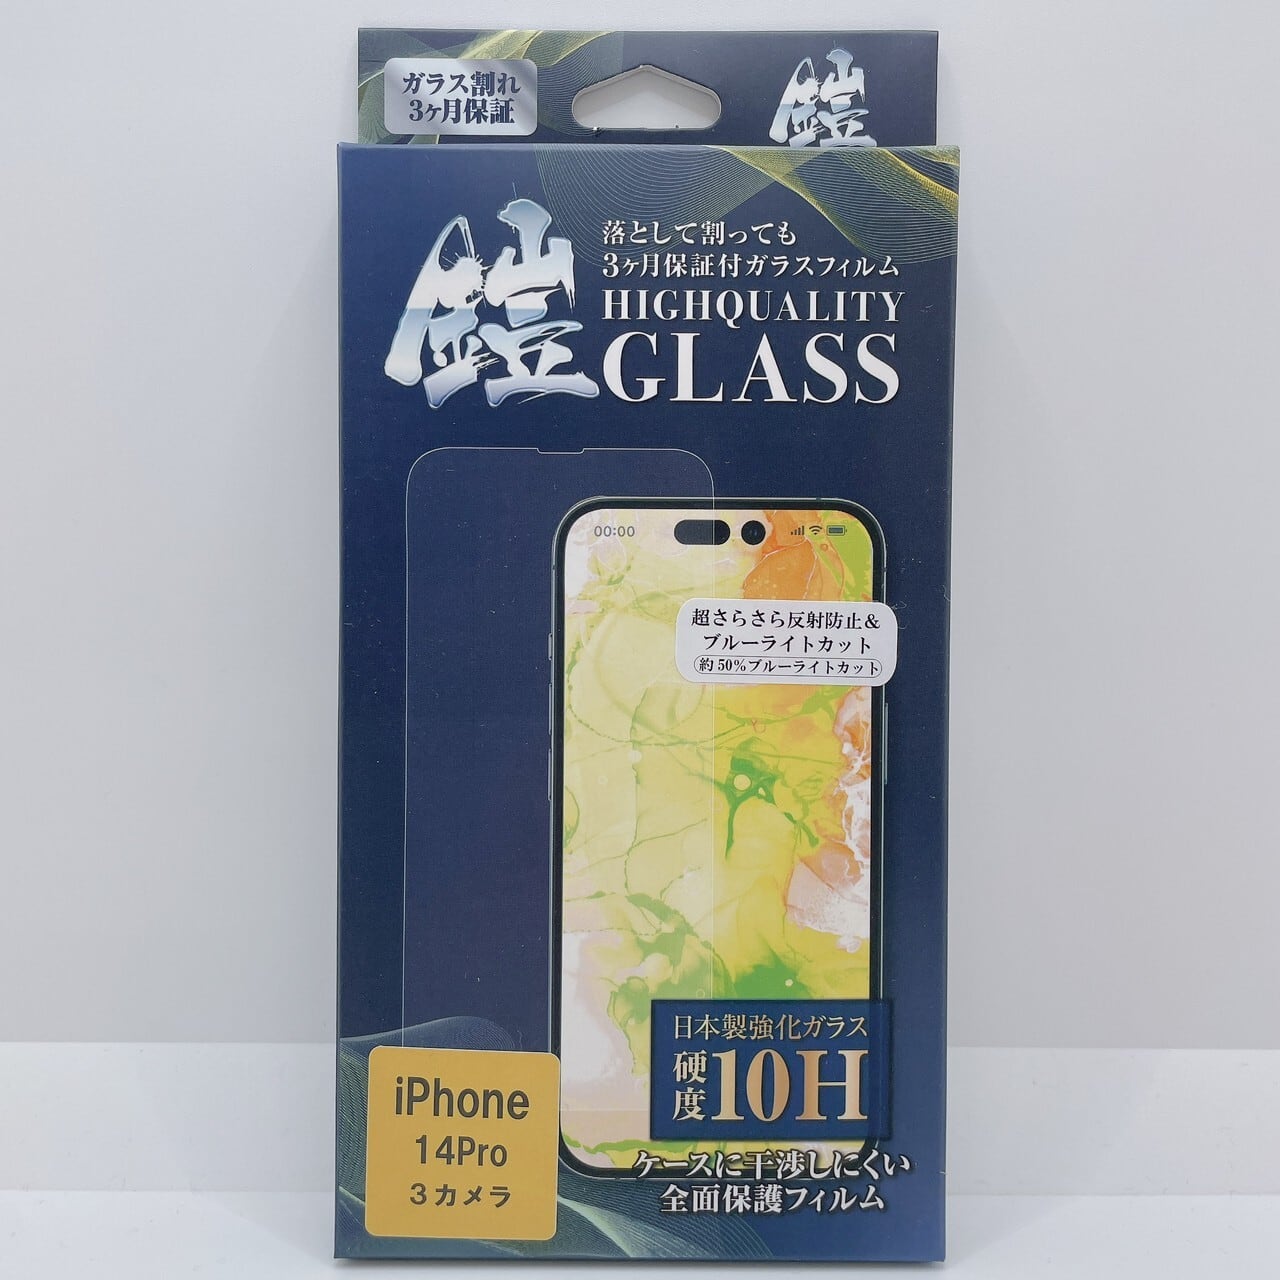 ガラス割れ
3ヶ月保証
鎧
鎧
落として割っても
3ヶ月保証付ガラスフィルム
HIGHQUALITY
GLASS
00:00
超さらさら反射防止&
ブルーライトカット
約50%ブルーライトカット
日本製強化ガラス
硬度10H
iPhone
14Pro
3カメラ
ケースに干渉しにくい
全面保護フィルム